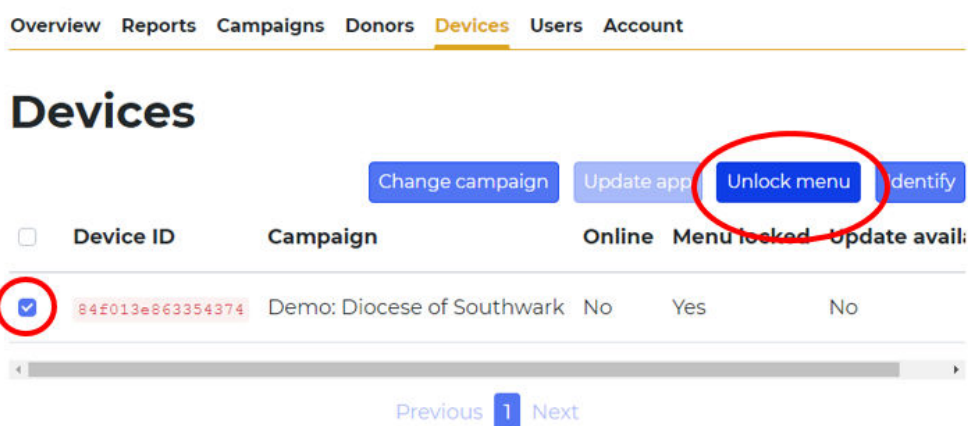 Overview Reports Campaigns Donors Devices Users Account
Devices
Change campaign Update app Unlock menu Identify
Device ID Campaign Online Menu locked Update
84f013e863354374 Demo: Diocese of Southwark No Yes No
Previous 1 Next